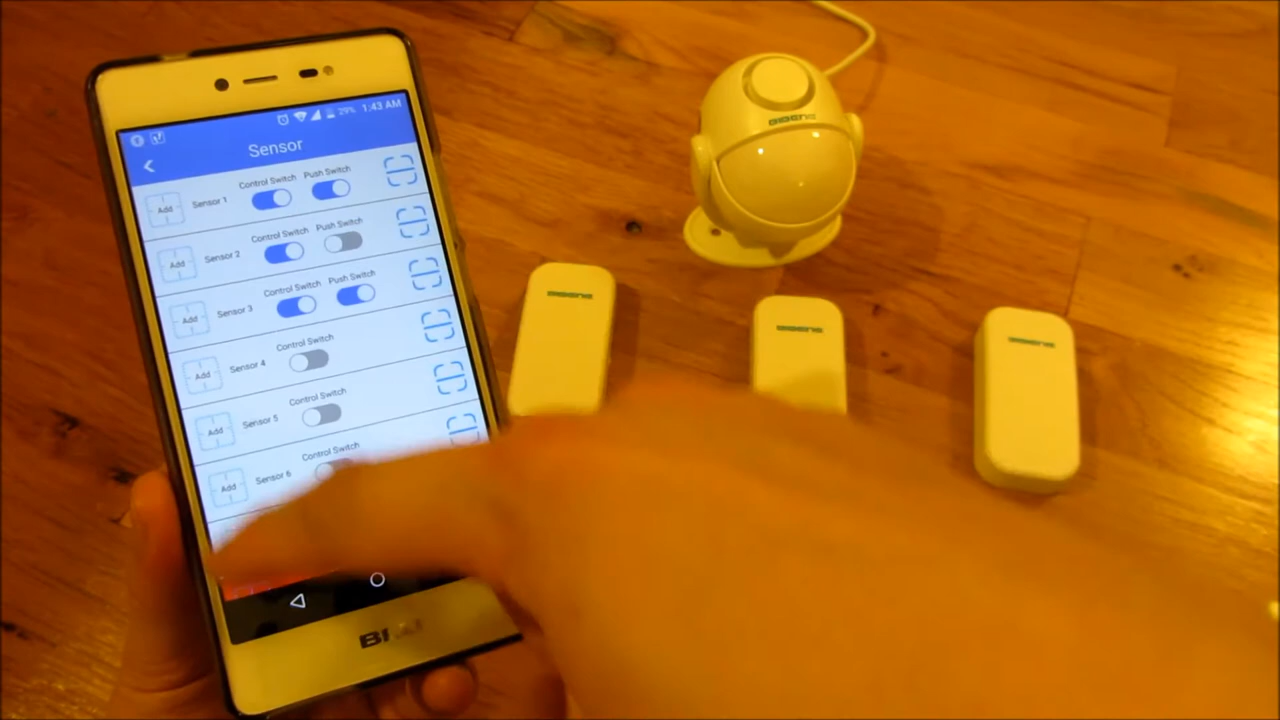 29% 1:43 AM
Sensor
Add Sensor 1 Control Switch Push Switch
Add Sensor 2 Control Switch Push Switch
Add Sensor 3 Control Switch Push Switch
Add Sensor 4 Control Switch
Add Sensor 5 Control Switch
Add Sensor 6 Control Switch